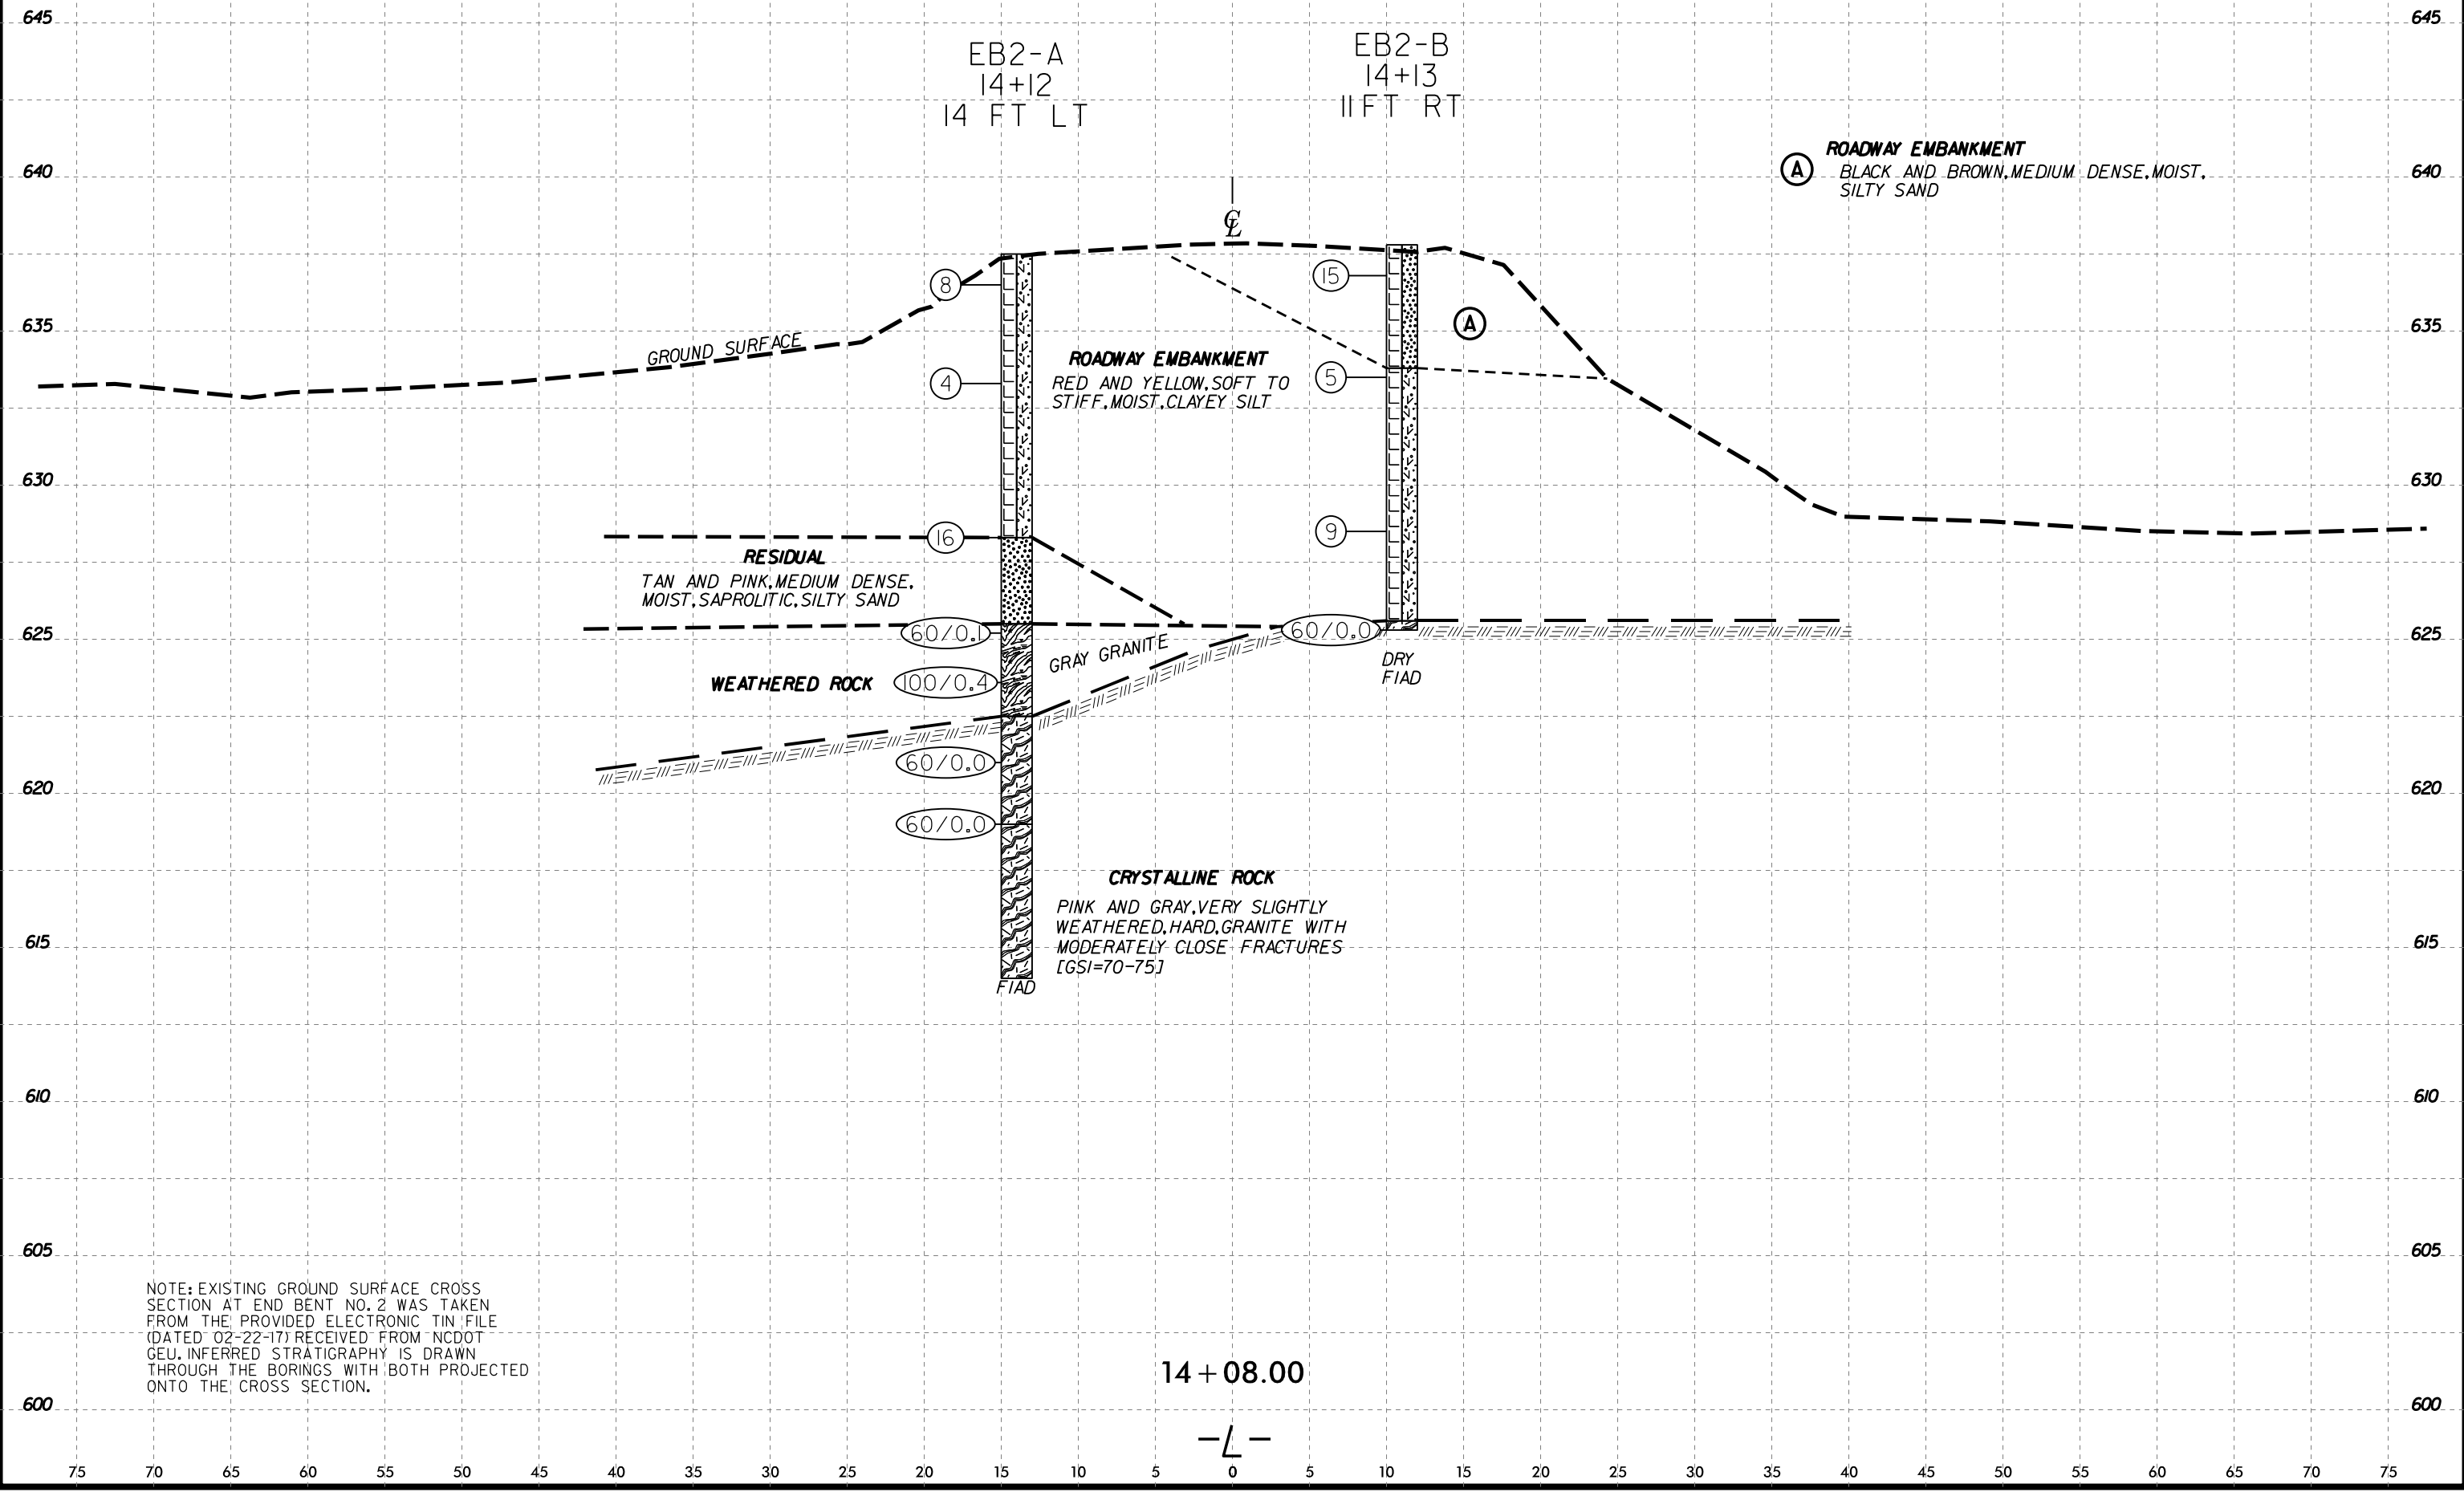 645
645
EB2-A
14+12
14 FT LT
EB2-B
14+13
11 FT RT
ROADWAY EMBANKMENT
A
BLACK AND BROWN, MEDIUM DENSE, MOIST,
SILTY SAND
640
640
℄
8
15
635
635
A
GROUND SURFACE
ROADWAY EMBANKMENT
RED AND YELLOW, SOFT TO
STIFF, MOIST, CLAYEY SILT
4
5
630
630
16
9
RESIDUAL
TAN AND PINK, MEDIUM DENSE,
MOIST, SAPROLITIC, SILTY SAND
625
625
60/0.1
60/0.0
GRAY GRANITE
DRY
FIAD
WEATHERED ROCK
100/0.4
60/0.0
620
620
60/0.0
CRYSTALLINE ROCK
PINK AND GRAY, VERY SLIGHTLY
WEATHERED, HARD, GRANITE WITH
MODERATELY CLOSE FRACTURES
[GSI=70-75]
615
615
FIAD
610
610
605
605
NOTE: EXISTING GROUND SURFACE CROSS
SECTION AT END BENT NO. 2 WAS TAKEN
FROM THE PROVIDED ELECTRONIC TIN FILE
(DATED 02-22-17) RECEIVED FROM NCDOT
GEU. INFERRED STRATIGRAPHY IS DRAWN
THROUGH THE BORINGS WITH BOTH PROJECTED
ONTO THE CROSS SECTION.
14+08.00
600
600
-L-
75 70 65 60 55 50 45 40 35 30 25 20 15 10 5 0 5 10 15 20 25 30 35 40 45 50 55 60 65 70 75